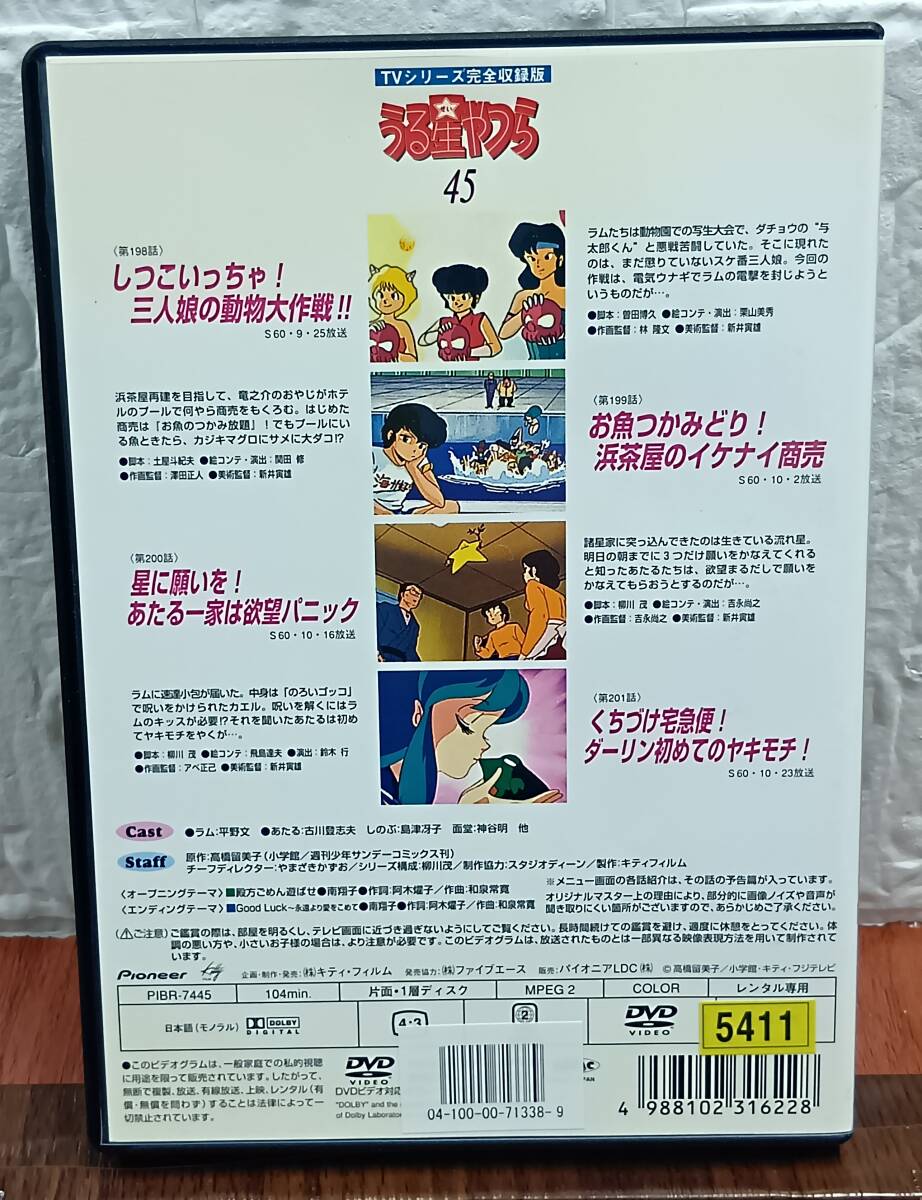 TVシリーズ完全収録版
うる星やつら
せい
45
〈第198話〉
しつこいっちゃ!
三人娘の動物大作戦!!
S60・9・25放送
ラムたちは動物園での写生大会で、ダチョウの“与
太郎くん”と悪戦苦闘していた。そこに現れた
のは、まだ懲りていないスケ番三人娘。今回の
作戦は、電気ウナギでラムの電撃を封じようと
いうものだが…。
●脚本:曽田博久 ●絵コンテ・演出:栗山美秀
●作画監督:林 隆文 ●美術監督:新井寅雄
浜茶屋再建を目指して、竜之介のおやじがホテ
ルのプールで何やら商売をもくろむ。はじめた
商売は「お魚のつかみ放題」!でもプールにい
る魚ときたら、カジキマグロにサメに大ダコ!?
●脚本:土屋斗紀夫 ●絵コンテ・演出:関田 修
●作画監督:澤田正人 ●美術監督:新井寅雄
〈第199話〉
お魚つかみどり!
浜茶屋のイケナイ商売
S60・10・2放送
〈第200話〉
星に願いを!
あたる一家は欲望パニック
S60・10・16放送
諸星家に突っ込んできたのは生きている流れ星。
明日の朝までに3つだけ願いをかなえてくれる
と知ったあたるたちは、欲望まるだしで願いを
かなえてもらおうとするのだが…。
●脚本:柳川 茂 ●絵コンテ・演出:吉永尚之
●作画監督:吉永尚之 ●美術監督:新井寅雄
ラムに速達小包が届いた。中身は「のろいゴッコ」
で呪いをかけられたカエル。呪いを解くにはラ
ムのキッスが必要!?それを聞いたあたるは初め
てヤキモチをやくが…。
●脚本:柳川 茂 ●絵コンテ:飛鳥達夫 ●演出:鈴木 行
●作画監督:アベ正己 ●美術監督:新井寅雄
〈第201話〉
くちづけ宅急便!
ダーリン初めてのヤキモチ!
S60・10・23放送
Cast ●ラム:平野文 ●あたる:古川登志夫 しのぶ:島津冴子 面堂:神谷明 他
Staff 原作:高橋留美子(小学館/週刊少年サンデーコミックス刊)
チーフディレクター:やまざきかずお/シリーズ構成:柳川茂/制作協力:スタジオディーン/製作:キティフィルム
〈オープニングテーマ〉■殿方ごめん遊ばせ●南翔子●作詞:阿木燿子/作曲:和泉常寛
〈エンディングテーマ〉■Good Luck〜永遠より愛をこめて●南翔子/作詞:阿木燿子/作曲:和泉常寛
※メニュー画面の各話紹介は、その話の予告篇が入っています。
オリジナルマスター上の理由により、部分的に画像ノイズや音声が
聞き取りにくい箇所がございますので、あらかじめご了承ください。
(⚠ご注意)ご鑑賞の際は、部屋を明るくし、テレビ画面に近づき過ぎないようにしてご覧ください。長時間続けての鑑賞を避け、適度に休憩をとってください。体
調の悪い方や、小さいお子様の場合は、より注意が必要です。このビデオグラムは、放送されたものとは一部異なる映像表現方法を用いて制作されて
います。
Pioneer 企画・制作・発売:(株)キティ・フィルム 発売協力:(株)ファイブエース 販売:パイオニアLDC(株) ©高橋留美子/小学館・キティ・フジテレビ
PIBR-7445 104min. 片面・1層ディスク MPEG 2 COLOR レンタル専用
日本語(モノラル) DOLBY DIGITAL 4:3 2 DVD VIDEO
5411
●このビデオグラムは、一般家庭での私的視聴
に用途を限って販売されています。したがって、
無断で複製、放送、有線放送、上映、レンタル(有
償・無償を問わず)することは法律によって一
切禁止されています。
DVD VIDEO
DVDビデオ対応
"DOLBY" and the
of Dolby Laborator
04-100-00-71338-9
4 988102 316228